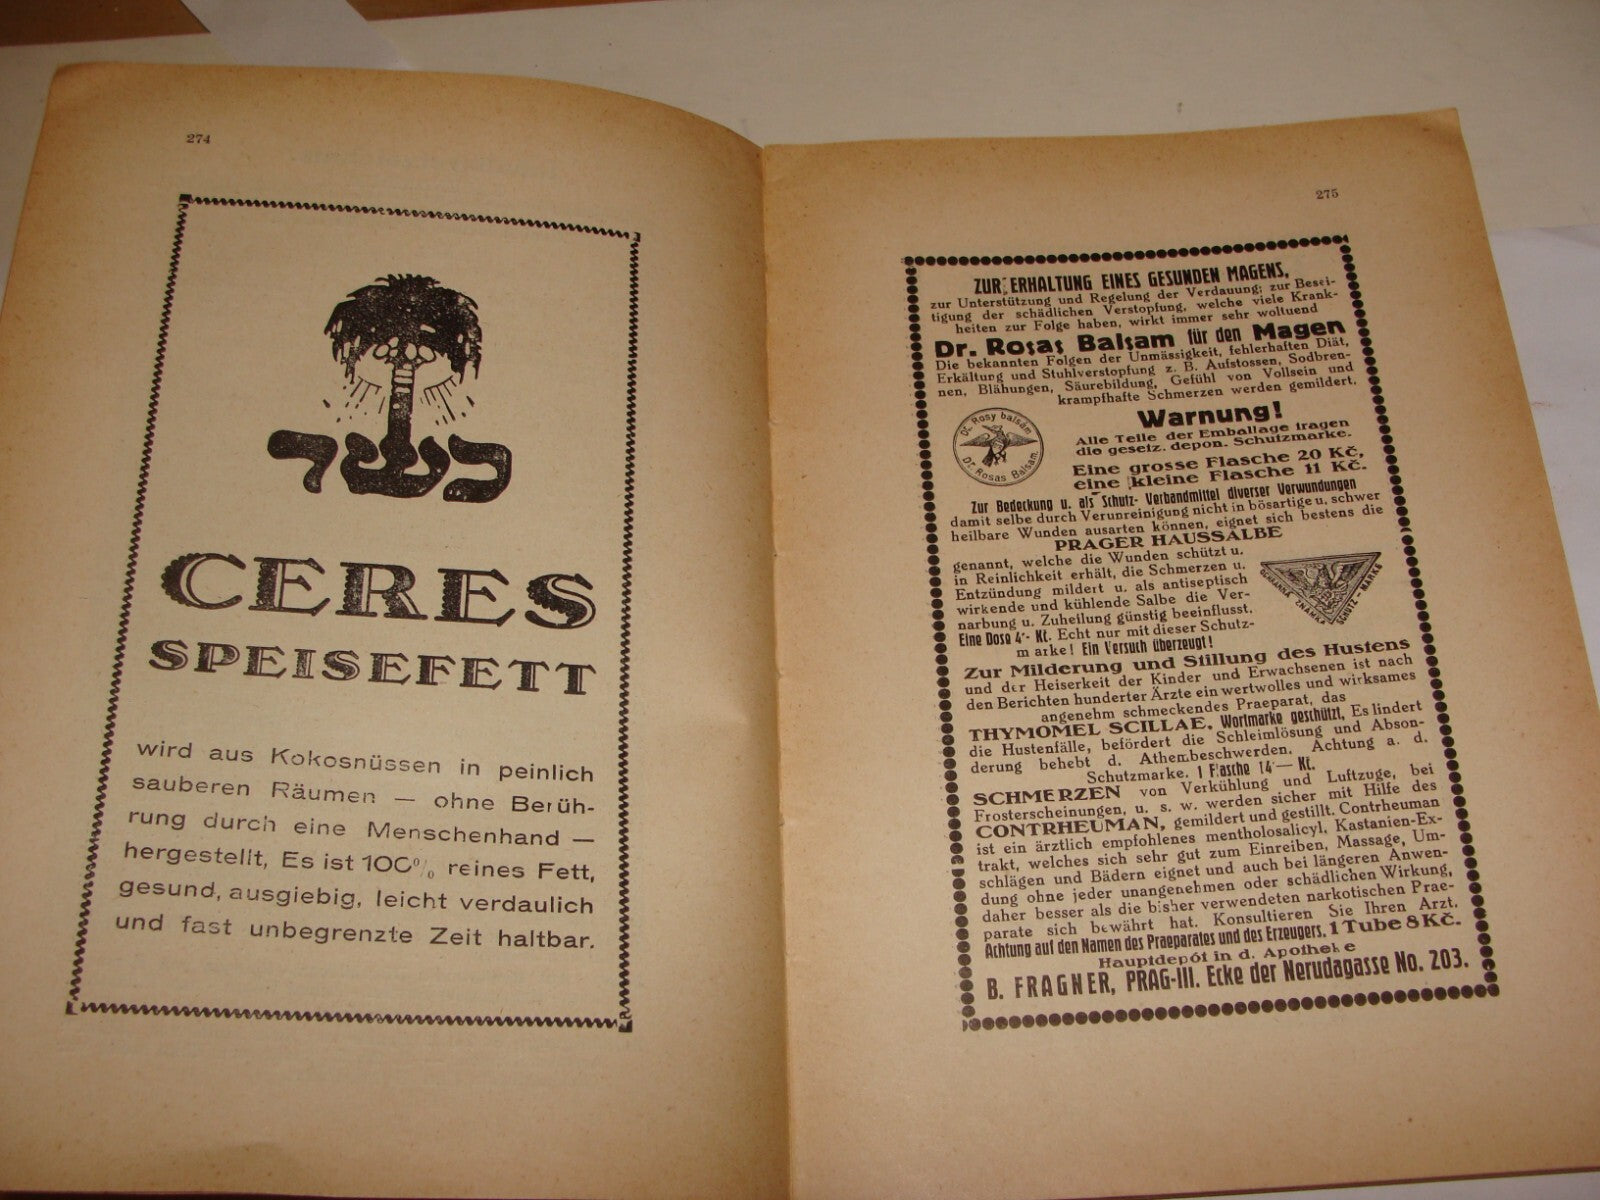 274
כשר
CERES
SPEISEFETT
wird aus Kokosnüssen in peinlich
sauberen Räumen — ohne Berüh-
rung durch eine Menschenhand —
hergestellt, Es ist 100% reines Fett,
gesund, ausgiebig, leicht verdaulich
und fast unbegrenzte Zeit haltbar.
275
ZUR ERHALTUNG EINES GESUNDEN MAGENS,
zur Unterstützung und Regelung der Verdauung; zur Besei-
tigung der schädlichen Verstopfung, welche viele Krank-
heiten zur Folge haben, wirkt immer sehr woltuend
Dr. Rosas Balsam für den Magen
Die bekannten Folgen der Unmässigkeit, fehlerhaften Diät,
Erkältung und Stuhlverstopfung z. B. Aufstossen, Sodbren-
nen, Blähungen, Säurebildung, Gefühl von Vollsein und
krampfhafte Schmerzen werden gemildert.
Dr. Rosy balsám
Dr. Rosas Balsam.
Warnung!
Alle Teile der Emballage tragen
die gesetz. depon. Schutzmarke.
Eine grosse Flasche 20 Kč,
eine kleine Flasche 11 Kč.
Zur Bedeckung u. als Schutz- Verbandmittel diverser Verwundungen
damit selbe durch Verunreinigung nicht in bösartige u, schwer
heilbare Wunden ausarten können, eignet sich bestens die
PRAGER HAUSSALBE
genannt, welche die Wunden schützt u.
in Reinlichkeit erhält, die Schmerzen u.
Entzündung mildert u. als antiseptisch
wirkende und kühlende Salbe die Ver-
narbung u. Zuheilung günstig beeinflusst.
Eine Dose 4·- Kt. Echt nur mit dieser Schutz-
marke! Ein Versuch überzeugt!
OCHRANNÁ ZNÁMKA
SCHUTZ-MARKE
Zur Milderung und Stillung des Hustens
und der Heiserkeit der Kinder und Erwachsenen ist nach
den Berichten hunderter Ärzte ein wertwolles und wirksames
angenehm schmeckendes Praeparat, das
THYMOMEL SCILLAE. Wortmarke geschützt, Es lindert
die Hustenfälle, befördert die Schleimlösung und Abson-
derung behebt d. Athembeschwerden. Achtung a. d.
Schutzmarke. 1 Flasche 14·— Kt.
SCHMERZEN von Verkühlung und Luftzuge, bei
Frosterscheinungen, u. s. w. werden sicher mit Hilfe des
CONTRHEUMAN, gemildert und gestillt. Contrheuman
ist ein ärztlich empfohlenes mentholosalicyl. Kastanien-Ex-
trakt, welches sich sehr gut zum Einreiben, Massage, Um-
schlägen und Bädern eignet und auch bei längeren Anwen-
dung ohne jeder unangenehmen oder schädlichen Wirkung,
daher besser als die bisher verwendeten narkotischen Prae-
parate sich bewährt hat. Konsultieren Sie Ihren Arzt.
Achtung auf den Namen des Praeparates und des Erzeugers. 1 Tube 8 Kč.
Hauptdepôt in d. Apotheke
B. FRAGNER, PRAG-III. Ecke der Nerudagasse No. 203.